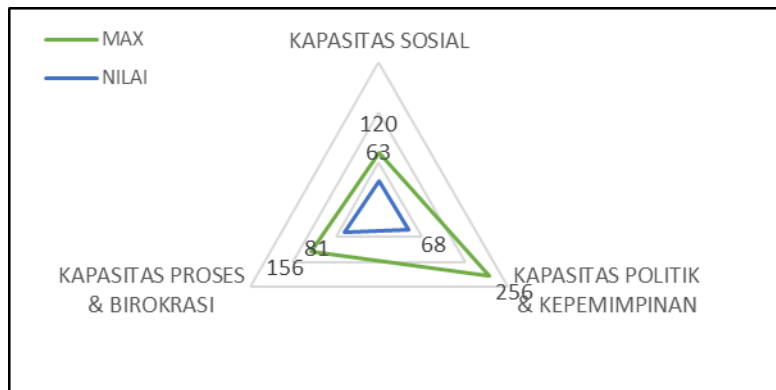 MAX
NILAI
KAPASITAS SOSIAL
120
63
81
156
68
256
KAPASITAS PROSES
& BIROKRASI
KAPASITAS POLITIK
& KEPEMIMPINAN